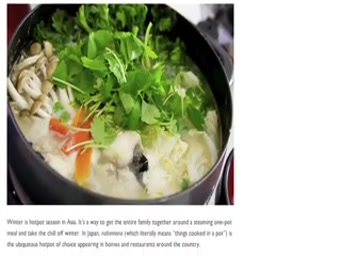 Winter is hotpot season in Asia. It's a way to get the entire family together around a steaming one-pot
meal and take the chill off winter. In Japan, nabemono (which literally means "things cooked in a pot") is
the ubiquitous hotpot of choice appearing in homes and restaurants around the country.